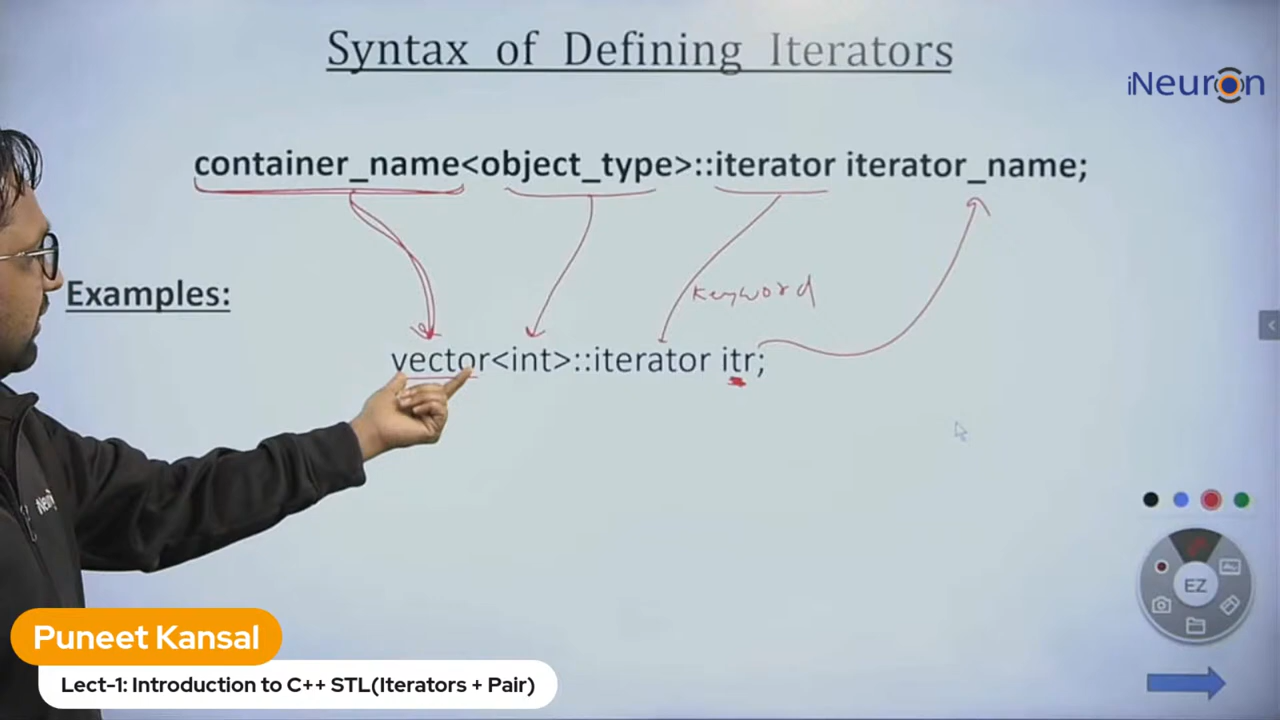 Syntax of Defining Iterators
iNeuron
container_name<object_type>::iterator iterator_name;
Keyword
Examples:
vector<int>::iterator itr;
iNeuron
EZ
Puneet Kansal
Lect-1: Introduction to C++ STL(Iterators + Pair)